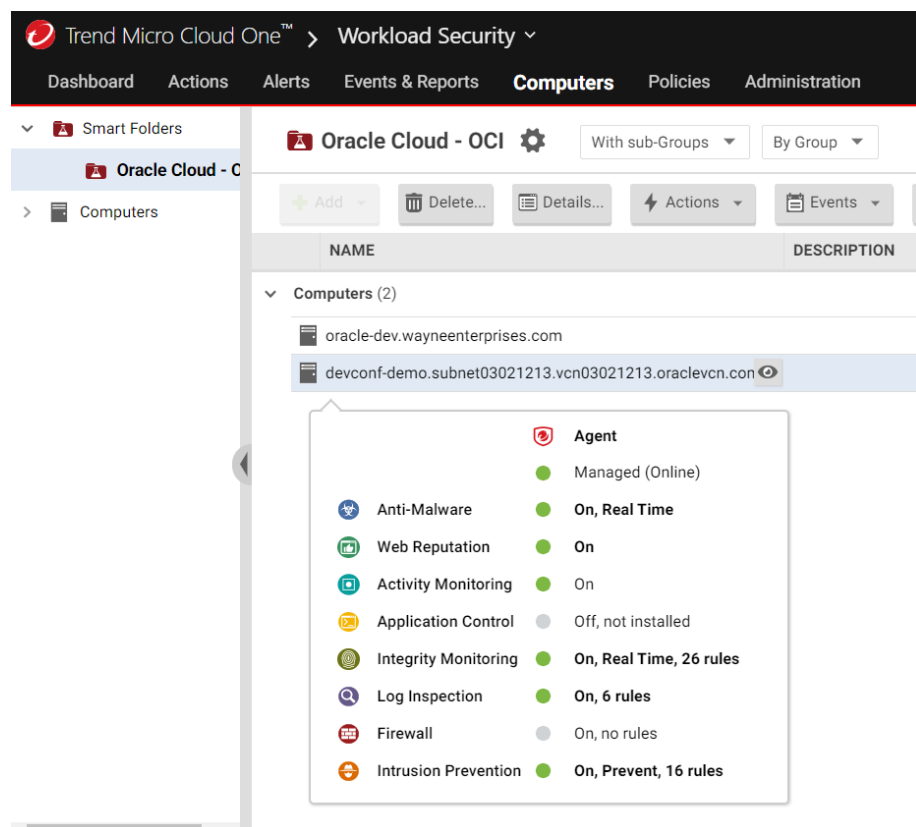 Trend Micro Cloud One™ > Workload Security
Dashboard Actions Alerts Events & Reports Computers Policies Administration
Smart Folders
Oracle Cloud - O
Computers
Oracle Cloud - OCI With sub-Groups By Group
Add Delete... Details... Actions Events
NAME DESCRIPTION
Computers (2)
oracle-dev.wayneenterprises.com
devconf-demo.subnet03021213.vcn03021213.oraclevcn.con
Agent
Managed (Online)
Anti-Malware On, Real Time
Web Reputation On
Activity Monitoring On
Application Control Off, not installed
Integrity Monitoring On, Real Time, 26 rules
Log Inspection On, 6 rules
Firewall On, no rules
Intrusion Prevention On, Prevent, 16 rules